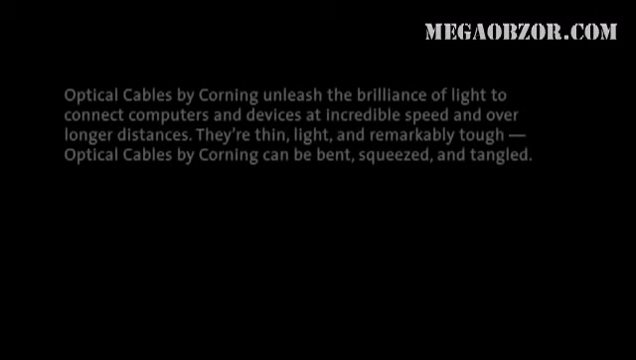 MEGAOBZOR.COM
Optical Cables by Corning unleash the brilliance of light to
connect computers and devices at incredible speed and over
longer distances. They're thin, light, and remarkably tough —
Optical Cables by Corning can be bent, squeezed, and tangled.